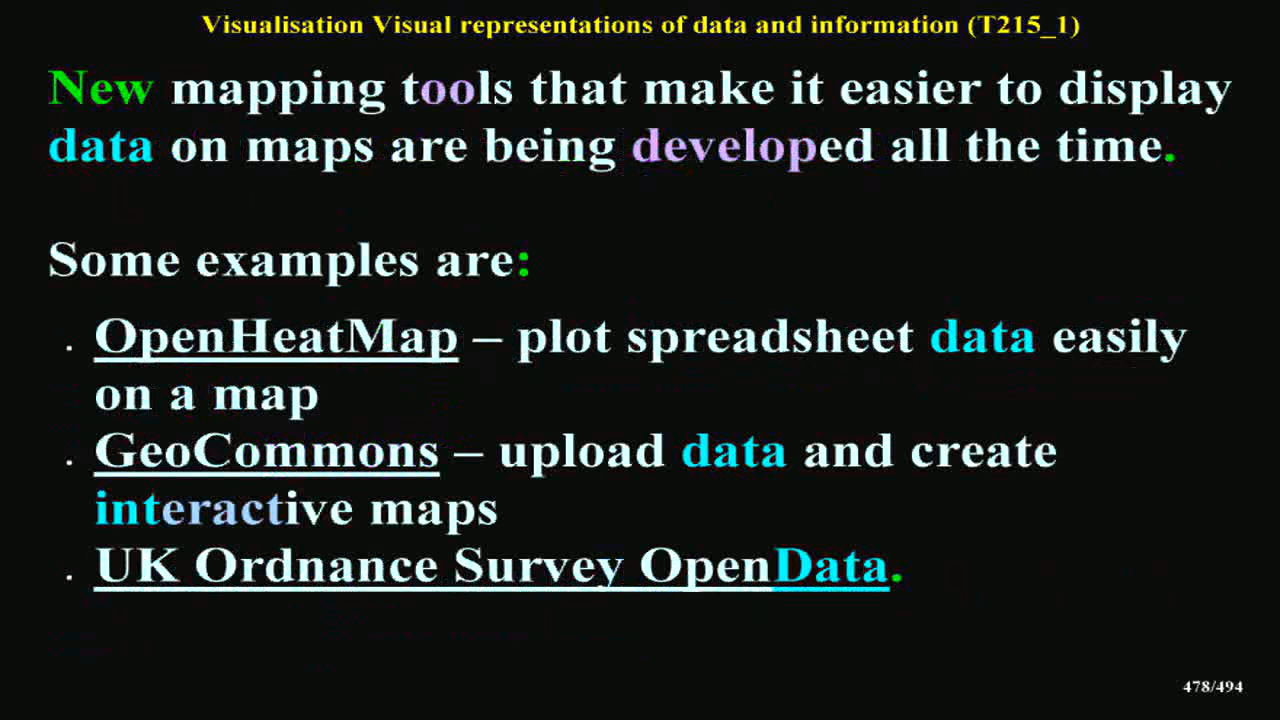 Visualisation Visual representations of data and information (T215_1)
New mapping tools that make it easier to display
data on maps are being developed all the time.
Some examples are:
. OpenHeatMap – plot spreadsheet data easily
on a map
. GeoCommons – upload data and create
interactive maps
. UK Ordnance Survey OpenData.
478/494